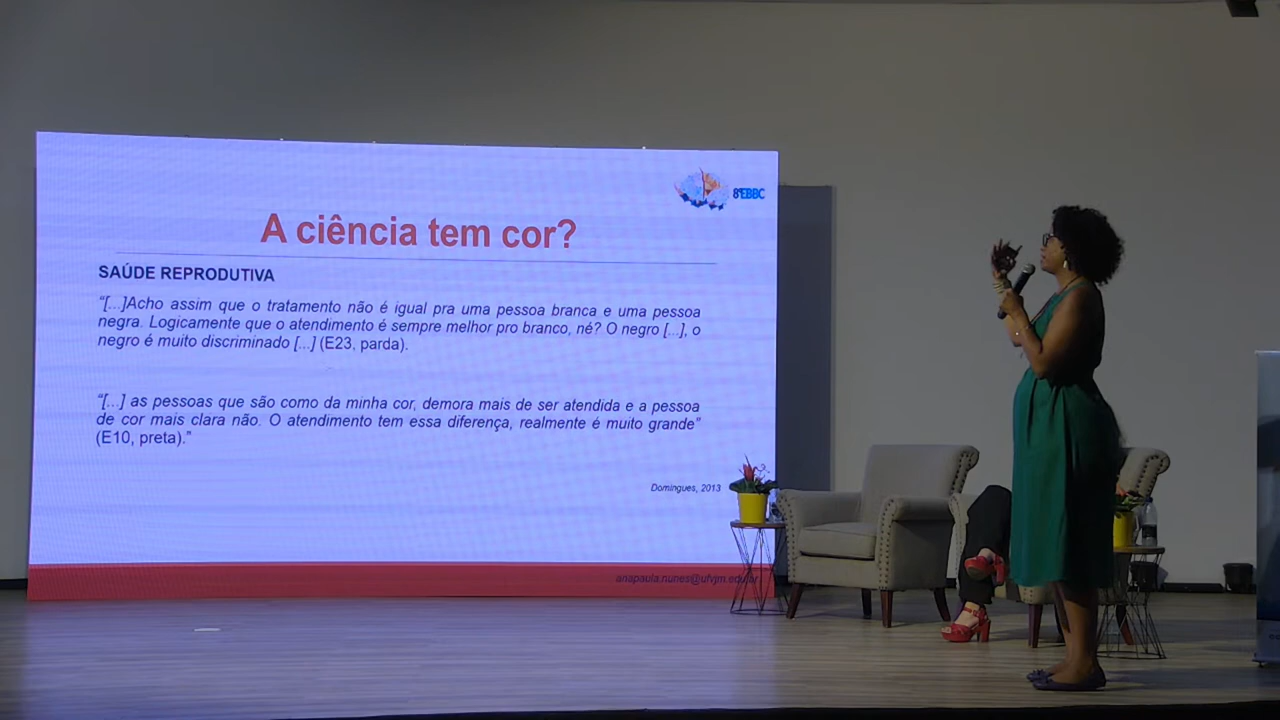 8ºEBBC
A ciência tem cor?
SAÚDE REPRODUTIVA
“[...]Acho assim que o tratamento não é igual pra uma pessoa branca e uma pessoa
negra. Logicamente que o atendimento é sempre melhor pro branco, né? O negro [...], o
negro é muito discriminado [...] (E23, parda).
“[...] as pessoas que são como da minha cor, demora mais de ser atendida e a pessoa
de cor mais clara não. O atendimento tem essa diferença, realmente é muito grande”
(E10, preta).”
Domingues, 2013
anapaula.nunes@ufvjm.edu.br